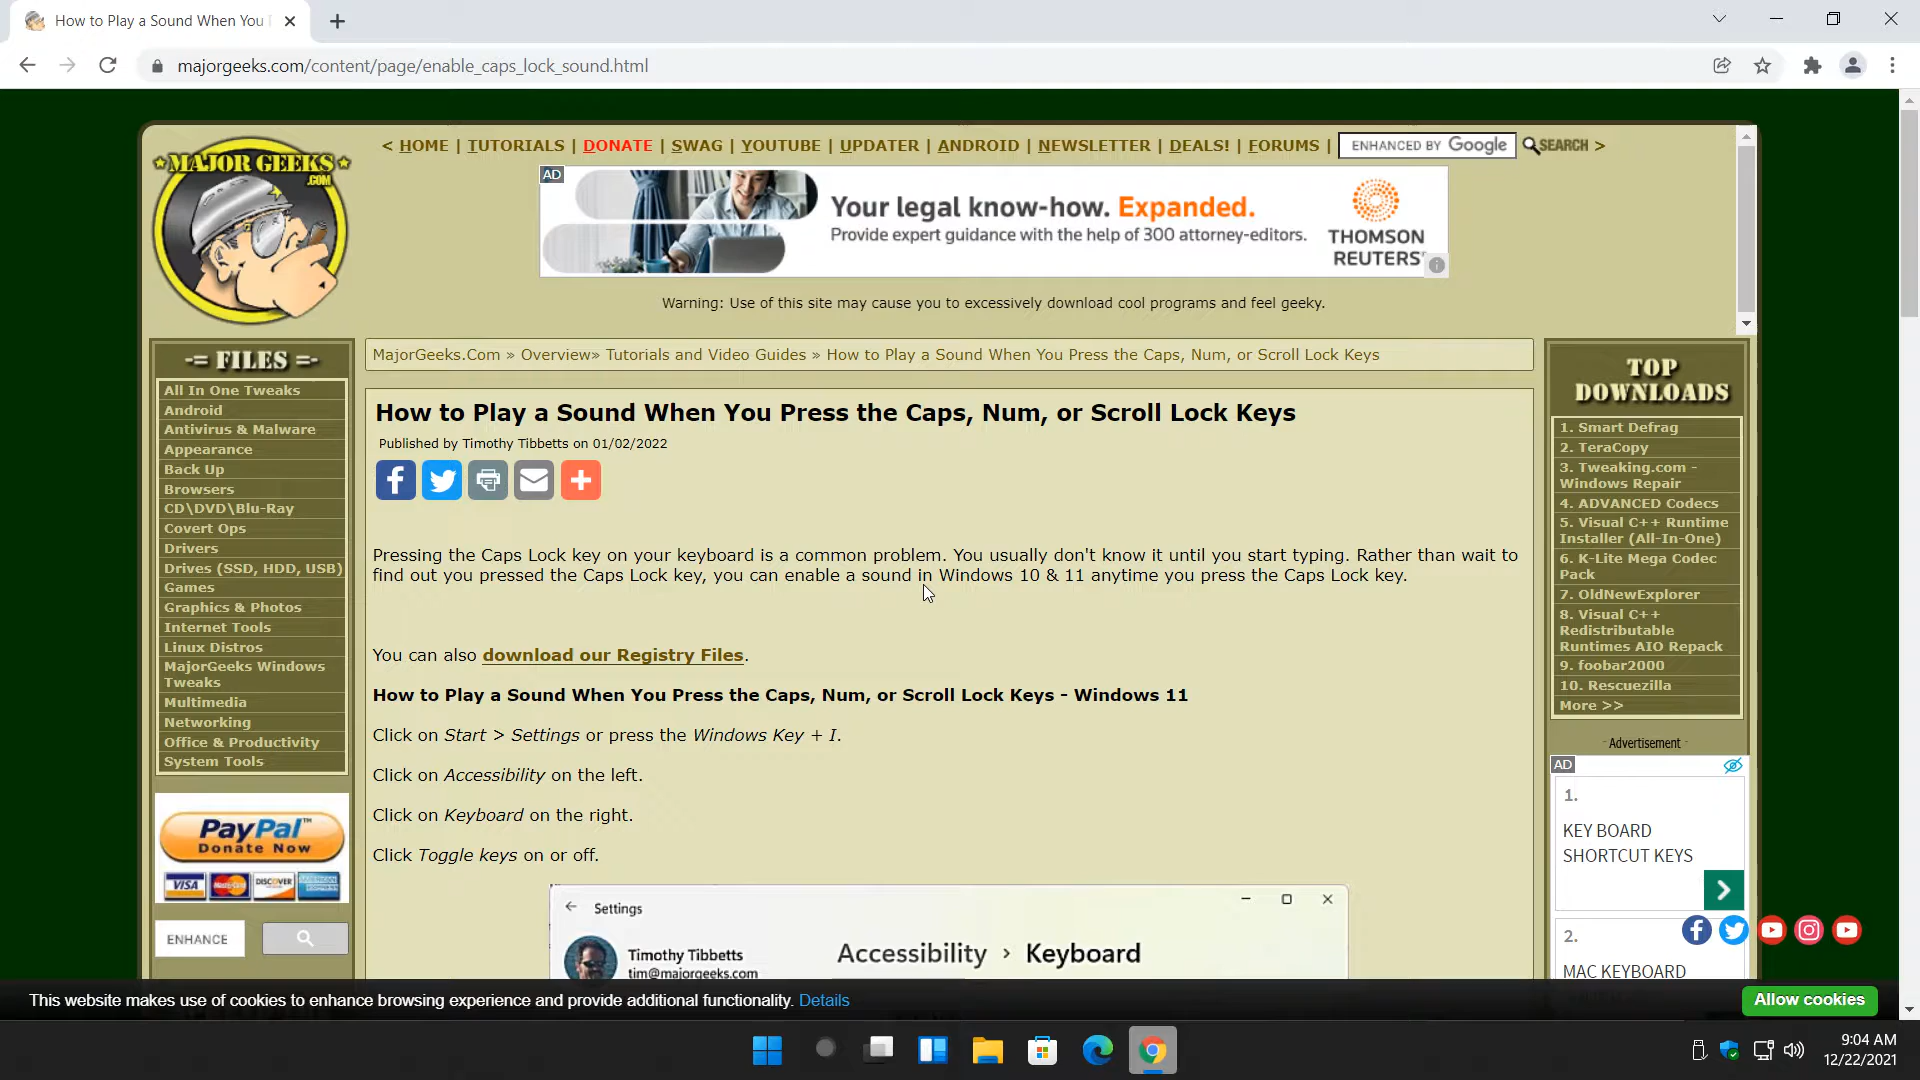 How to Play a Sound When You
majorgeeks.com/content/page/enable_caps_lock_sound.html
MAJOR GEEKS
.COM
< HOME | TUTORIALS | DONATE | SWAG | YOUTUBE | UPDATER | ANDROID | NEWSLETTER | DEALS! | FORUMS | ENHANCED BY Google SEARCH >
AD
Your legal know-how. Expanded.
Provide expert guidance with the help of 300 attorney-editors.
THOMSON
REUTERS
Warning: Use of this site may cause you to excessively download cool programs and feel geeky.
-= FILES =-
All In One Tweaks
Android
Antivirus & Malware
Appearance
Back Up
Browsers
CD\DVD\Blu-Ray
Covert Ops
Drivers
Drives (SSD, HDD, USB)
Games
Graphics & Photos
Internet Tools
Linux Distros
MajorGeeks Windows
Tweaks
Multimedia
Networking
Office & Productivity
System Tools
PayPal™
Donate Now
VISA MasterCard DISCOVER
ENHANCE
MajorGeeks.Com » Overview» Tutorials and Video Guides » How to Play a Sound When You Press the Caps, Num, or Scroll Lock Keys
How to Play a Sound When You Press the Caps, Num, or Scroll Lock Keys
Published by Timothy Tibbetts on 01/02/2022
Pressing the Caps Lock key on your keyboard is a common problem. You usually don't know it until you start typing. Rather than wait to
find out you pressed the Caps Lock key, you can enable a sound in Windows 10 & 11 anytime you press the Caps Lock key.
You can also download our Registry Files.
How to Play a Sound When You Press the Caps, Num, or Scroll Lock Keys - Windows 11
Click on Start > Settings or press the Windows Key + I.
Click on Accessibility on the left.
Click on Keyboard on the right.
Click Toggle keys on or off.
Settings
Timothy Tibbetts
tim@majorgeeks.com
Accessibility > Keyboard
TOP
DOWNLOADS
1. Smart Defrag
2. TeraCopy
3. Tweaking.com -
Windows Repair
4. ADVANCED Codecs
5. Visual C++ Runtime
Installer (All-In-One)
6. K-Lite Mega Codec
Pack
7. OldNewExplorer
8. Visual C++
Redistributable
Runtimes AIO Repack
9. foobar2000
10. Rescuezilla
More >>
- Advertisement -
AD
1.
KEY BOARD
SHORTCUT KEYS
2.
MAC KEYBOARD
This website makes use of cookies to enhance browsing experience and provide additional functionality. Details
Allow cookies
9:04 AM
12/22/2021